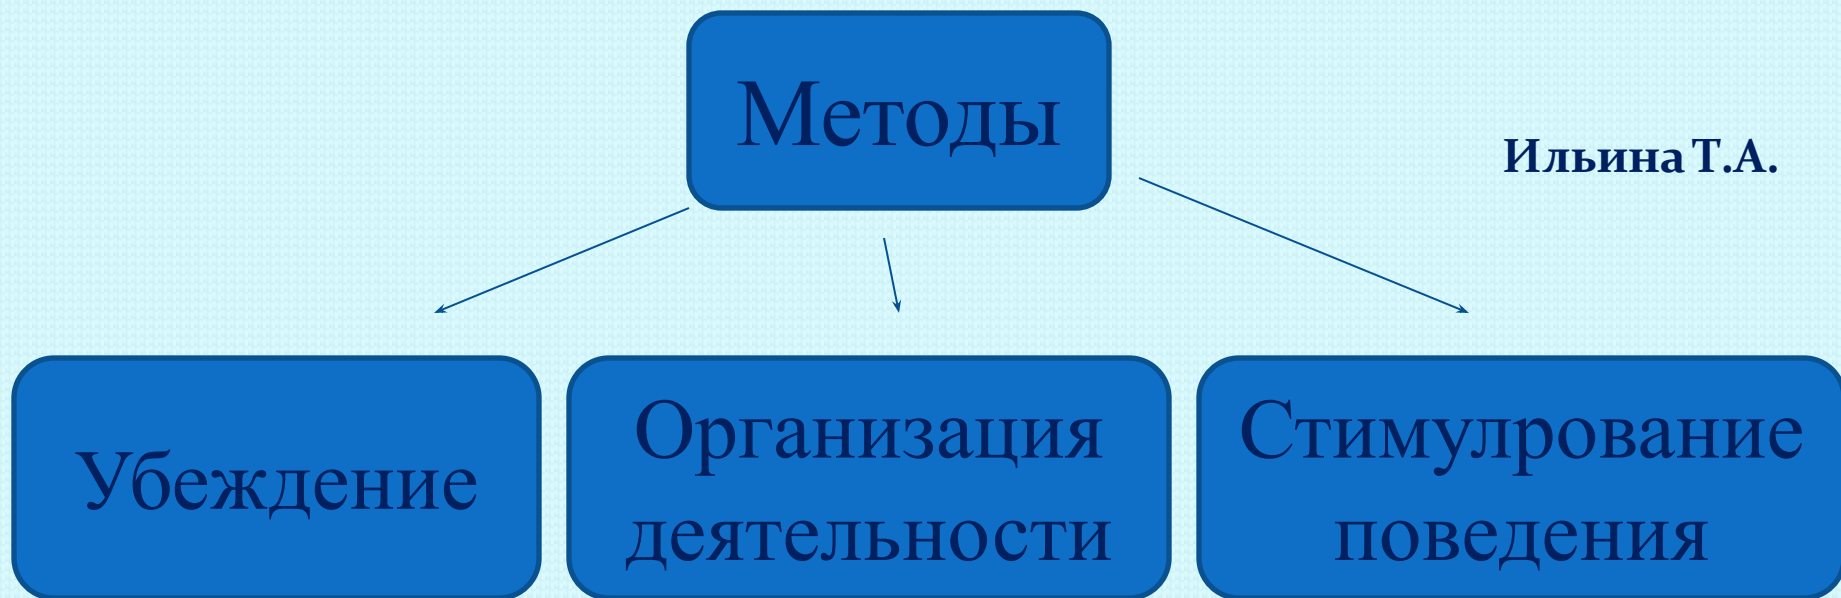 Методы
Ильина Т.А.
Убеждение
Организация
деятельности
Стимулрование
поведения